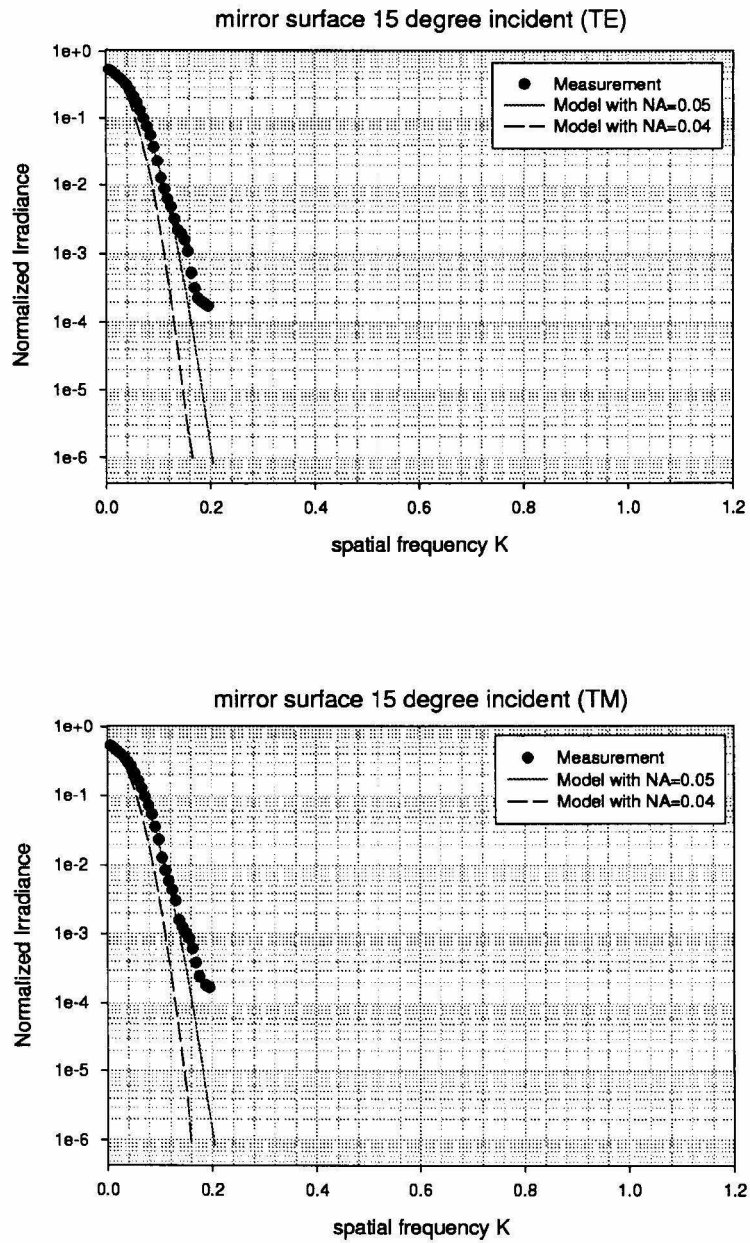 mirror surface 15 degree incident (TE)
1e+0
1e-1
1e-2
1e-3
1e-4
1e-5
1e-6
Normalized Irradiance
Measurement
Model with NA=0.05
Model with NA=0.04
0.0 0.2 0.4 0.6 0.8 1.0 1.2
spatial frequency K
mirror surface 15 degree incident (TM)
1e+0
1e-1
1e-2
1e-3
1e-4
1e-5
1e-6
Normalized Irradiance
Measurement
Model with NA=0.05
Model with NA=0.04
0.0 0.2 0.4 0.6 0.8 1.0 1.2
spatial frequency K